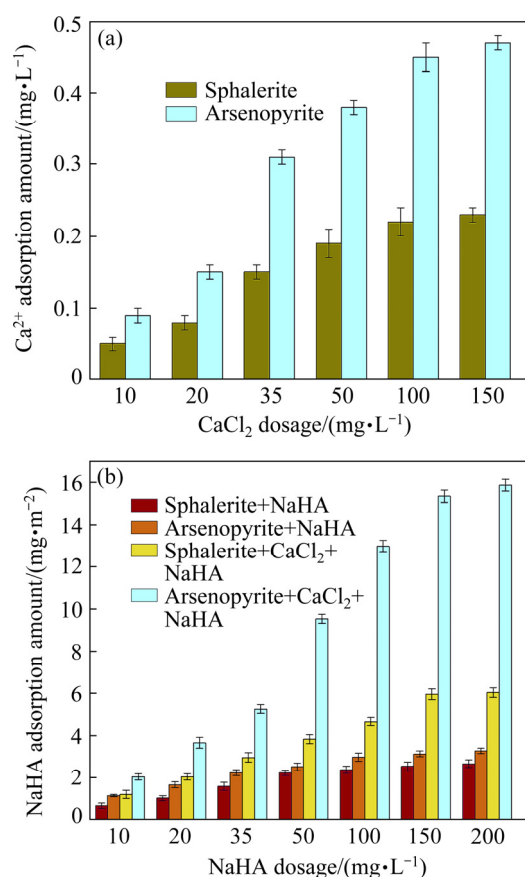 (a)
0.5
0.4
0.3
0.2
0.1
0
Ca²⁺ adsorption amount/(mg•L⁻¹)
Sphalerite
Arsenopyrite
10 20 35 50 100 150
CaCl₂ dosage/(mg•L⁻¹)
(b)
16
14
12
10
8
6
4
2
0
NaHA adsorption amount/(mg•m⁻²)
Sphalerite+NaHA
Arsenopyrite+NaHA
Sphalerite+CaCl₂+
NaHA
Arsenopyrite+CaCl₂+
NaHA
10 20 35 50 100 150 200
NaHA dosage/(mg•L⁻¹)